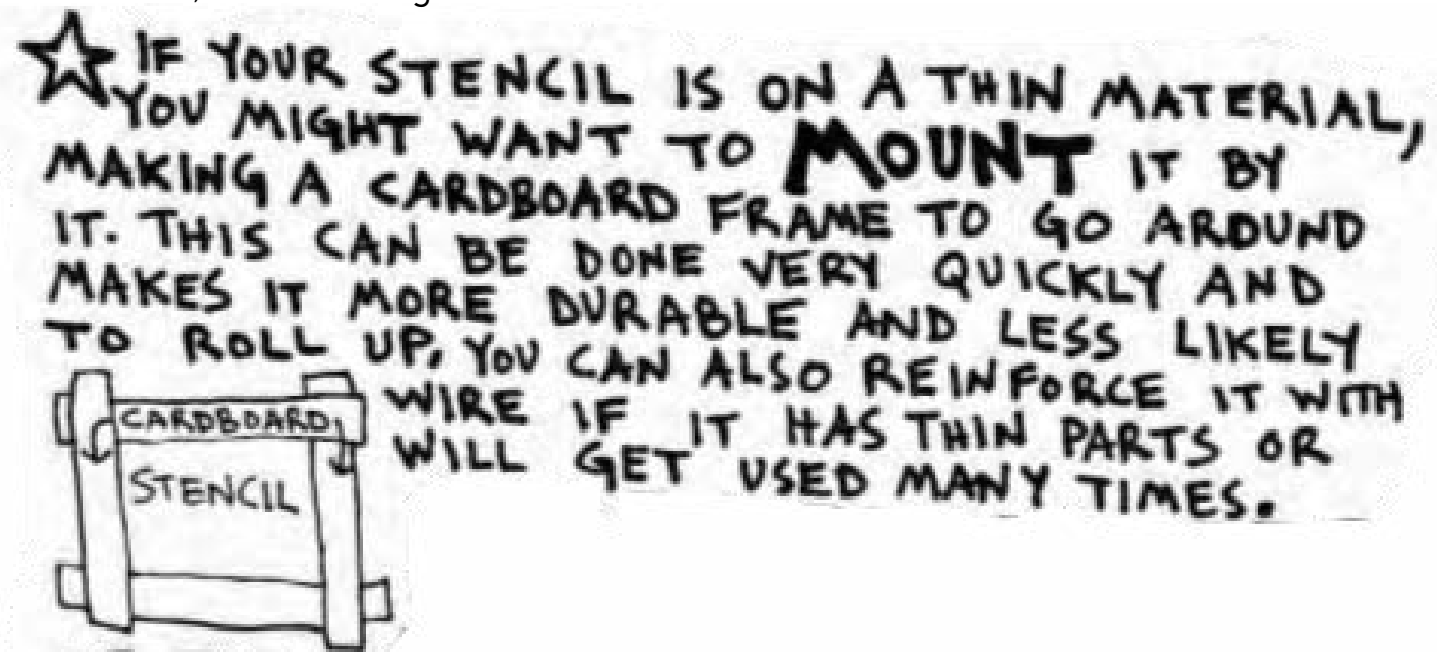 IF YOUR STENCIL IS ON A THIN MATERIAL,
YOU MIGHT WANT TO MOUNT IT BY
MAKING A CARDBOARD FRAME TO GO AROUND
IT. THIS CAN BE DONE VERY QUICKLY AND
MAKES IT MORE DURABLE AND LESS LIKELY
TO ROLL UP. YOU CAN ALSO REINFORCE IT WITH
WIRE IF IT HAS THIN PARTS OR
WILL GET USED MANY TIMES.
CARDBOARD
STENCIL